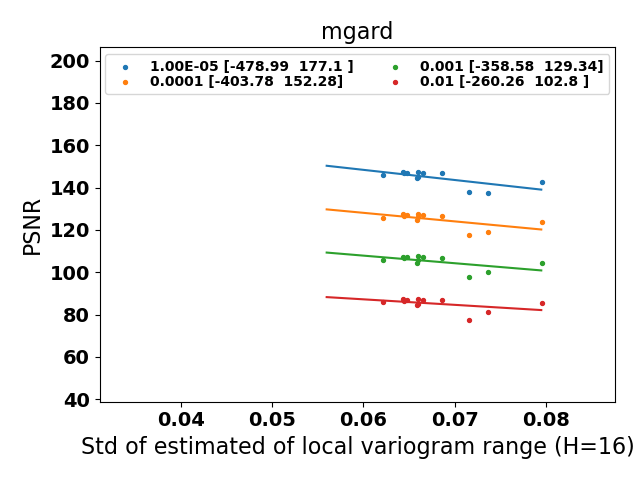 mgard
1.00E-05 [-478.99  177.1 ]
0.0001 [-403.78  152.28]
0.001 [-358.58  129.34]
0.01 [-260.26  102.8 ]
200
180
160
140
120
100
80
60
40
PSNR
0.04 0.05 0.06 0.07 0.08
Std of estimated of local variogram range (H=16)